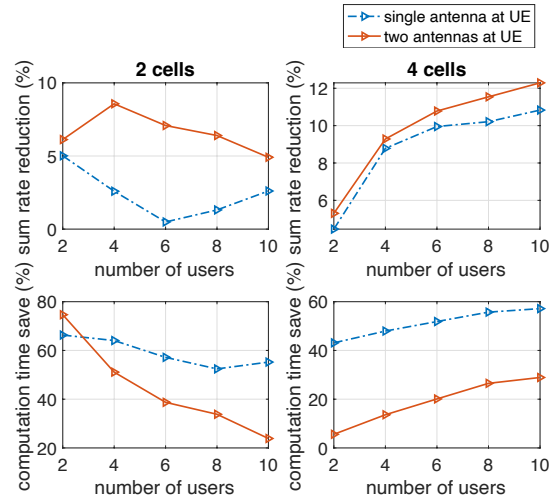 single antenna at UE
two antennas at UE
2 cells
4 cells
sum rate reduction (%)
10
5
0
2 4 6 8 10
number of users
sum rate reduction (%)
12
10
8
6
2 4 6 8 10
number of users
computation time save (%)
80
60
40
20
2 4 6 8 10
number of users
computation time save (%)
60
40
20
0
2 4 6 8 10
number of users